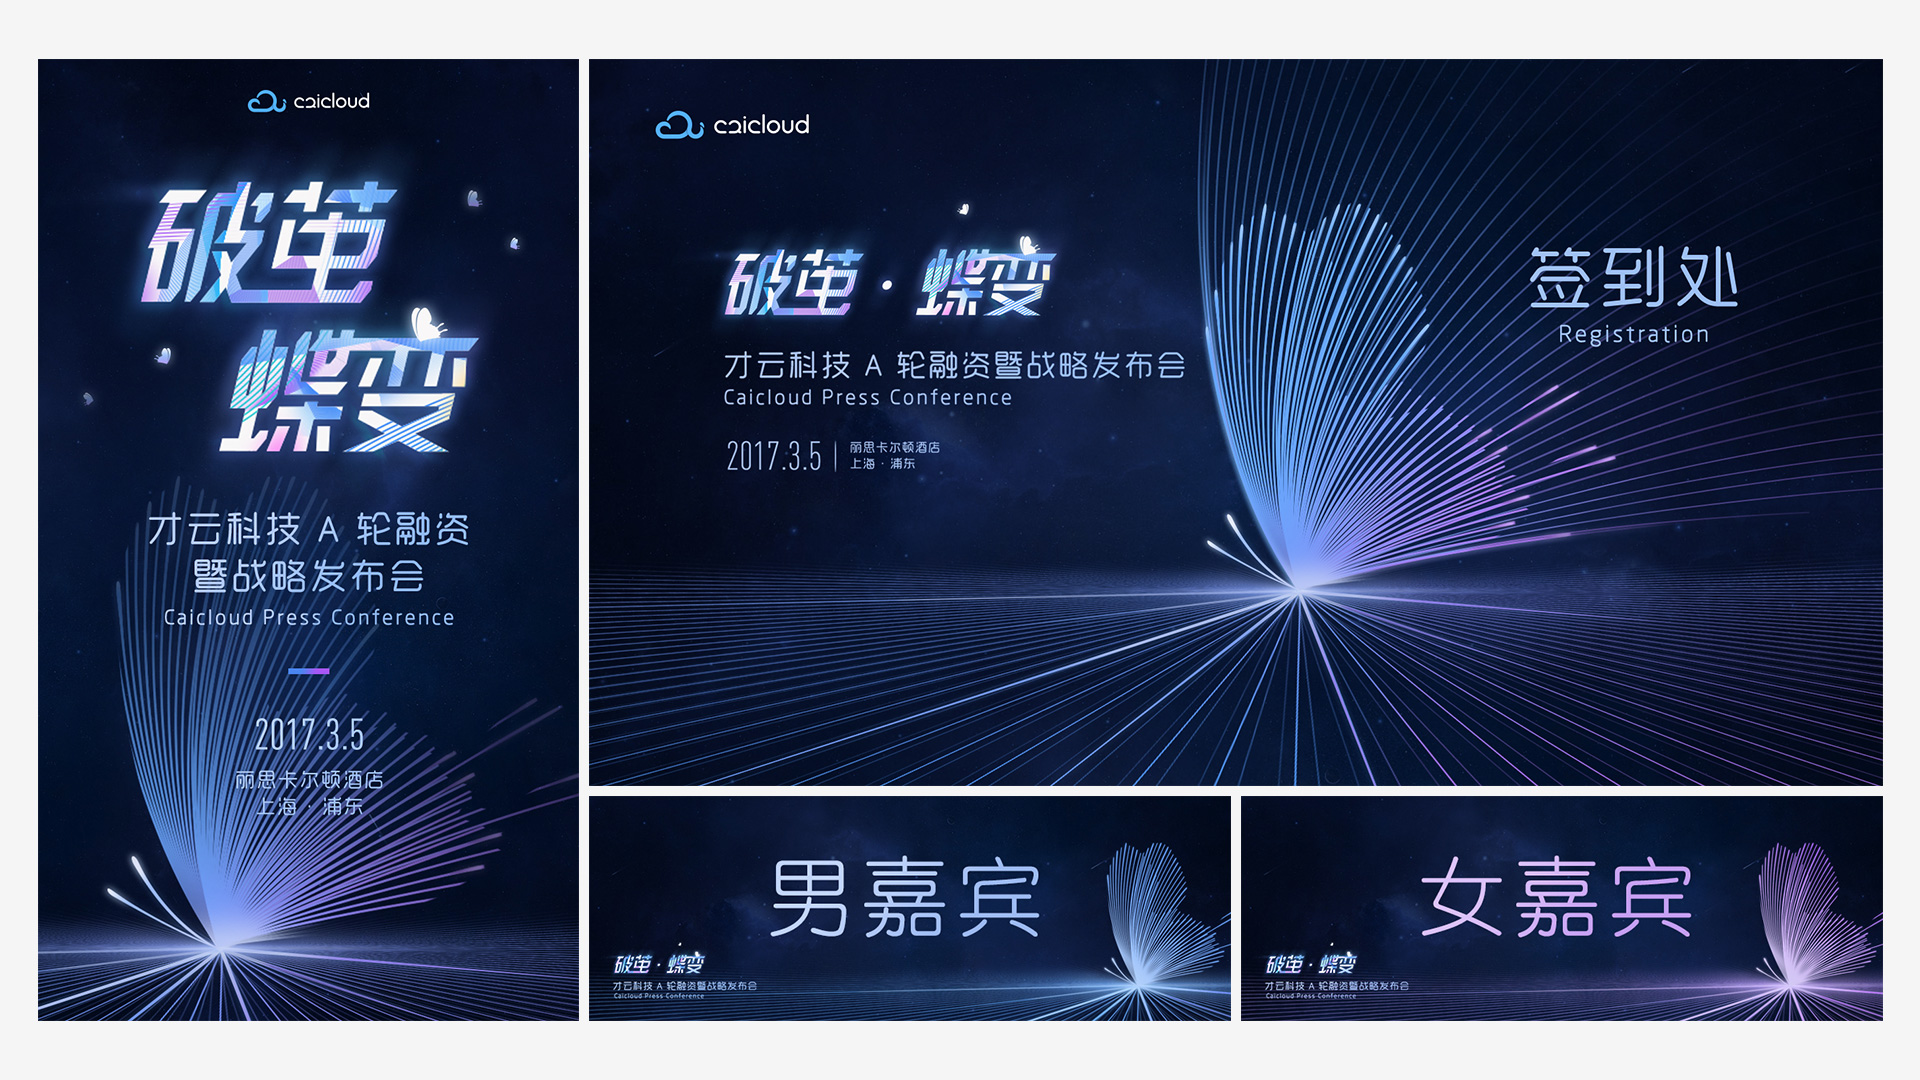 caicloud
破茧
蝶变
才云科技 A 轮融资
暨战略发布会
Caicloud Press Conference
2017.3.5
丽思卡尔顿酒店
上海·浦东
caicloud
破茧·蝶变
才云科技 A 轮融资暨战略发布会
Caicloud Press Conference
2017.3.5
丽思卡尔顿酒店
上海·浦东
签到处
Registration
男嘉宾
破茧·蝶变
才云科技 A 轮融资暨战略发布会
Caicloud Press Conference
女嘉宾
破茧·蝶变
才云科技 A 轮融资暨战略发布会
Caicloud Press Conference